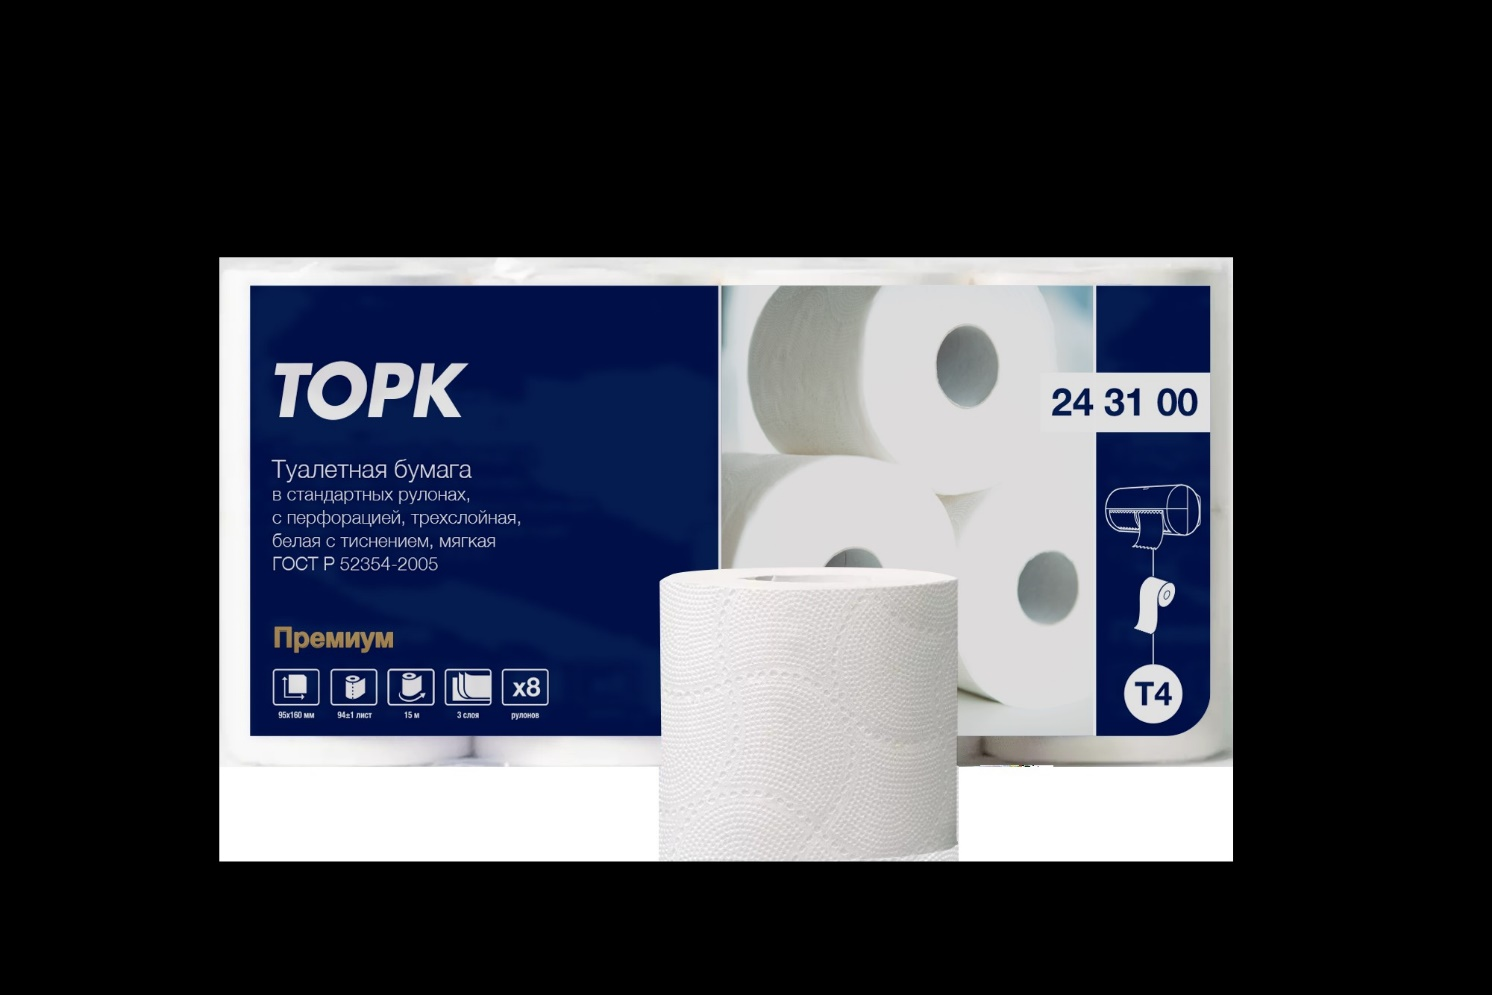 ТОРК
Туалетная бумага
в стандартных рулонах,
с перфорацией, трехслойная,
белая с тиснением, мягкая
ГОСТ Р 52354-2005
Премиум
x8
95x160 мм
94±1 лист
15 м
3 слоя
рулонов
24 31 00
T4